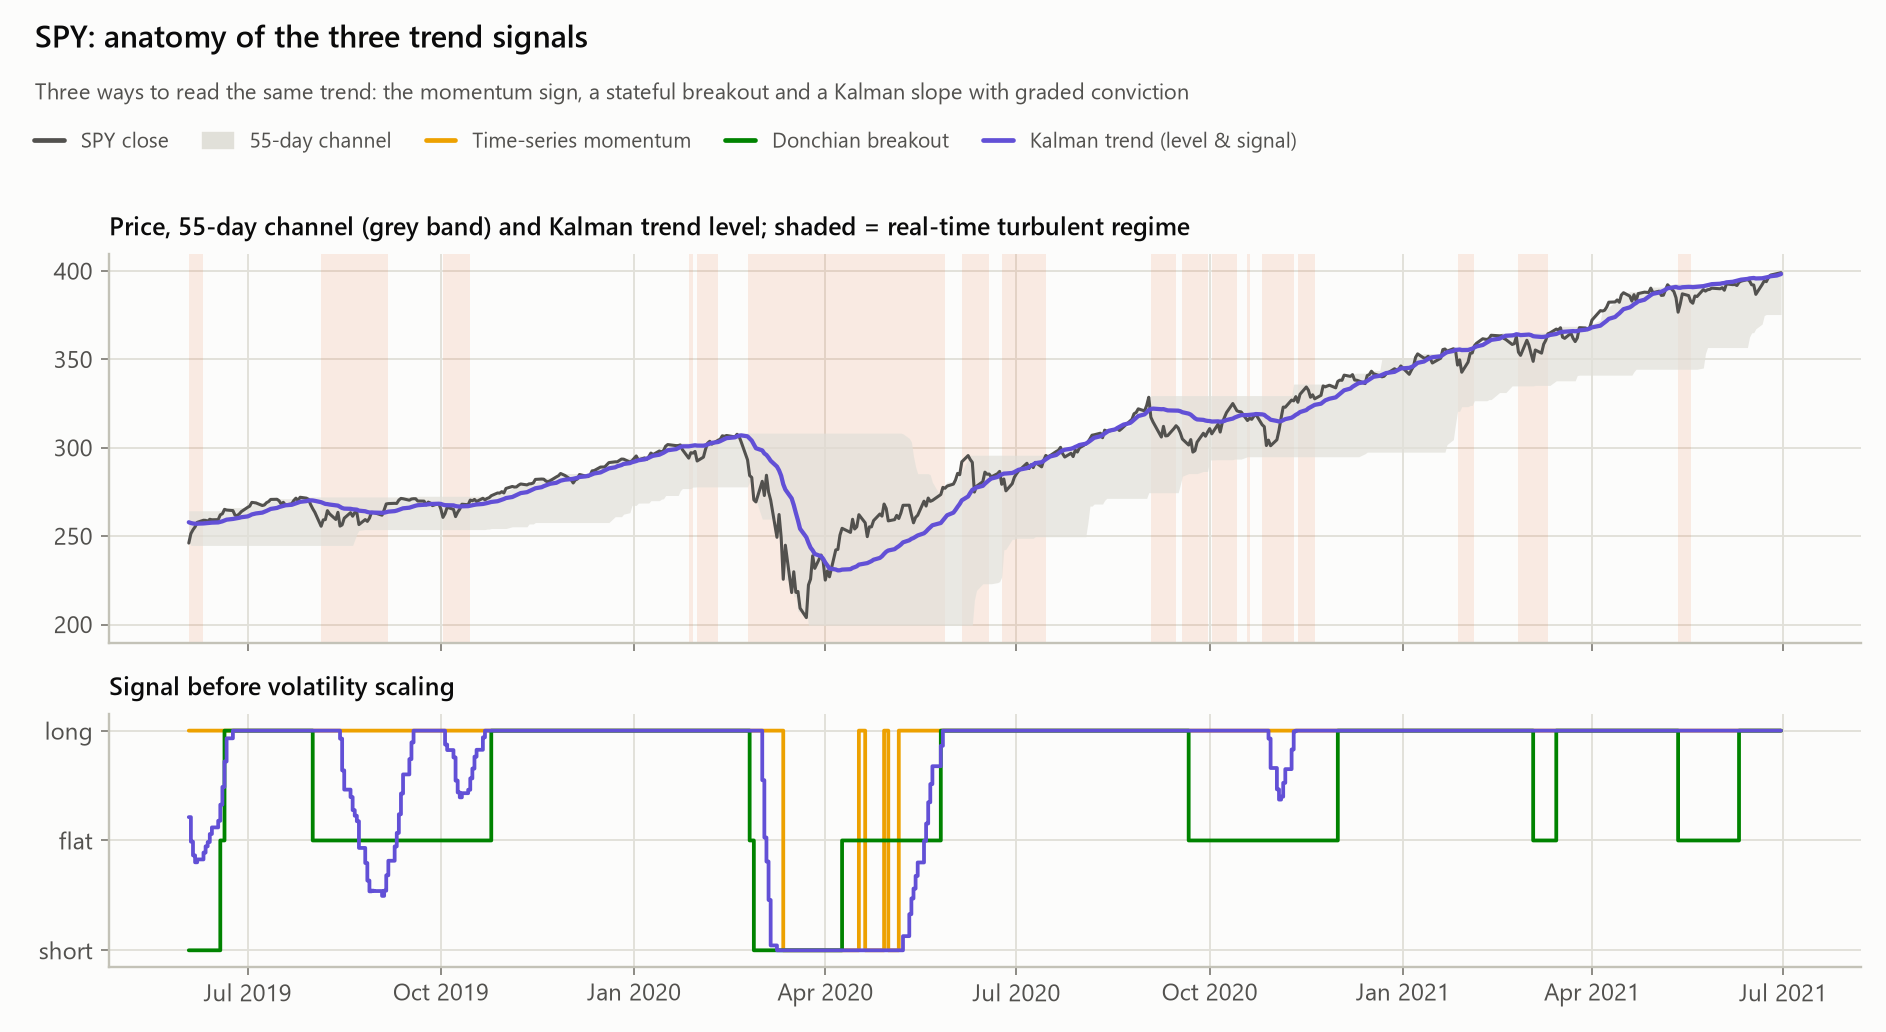 SPY: anatomy of the three trend signals
Three ways to read the same trend: the momentum sign, a stateful breakout and a Kalman slope with graded conviction
SPY close
55-day channel
Time-series momentum
Donchian breakout
Kalman trend (level & signal)
Price, 55-day channel (grey band) and Kalman trend level; shaded = real-time turbulent regime
400
350
300
250
200
Signal before volatility scaling
long
flat
short
Jul 2019
Oct 2019
Jan 2020
Apr 2020
Jul 2020
Oct 2020
Jan 2021
Apr 2021
Jul 2021